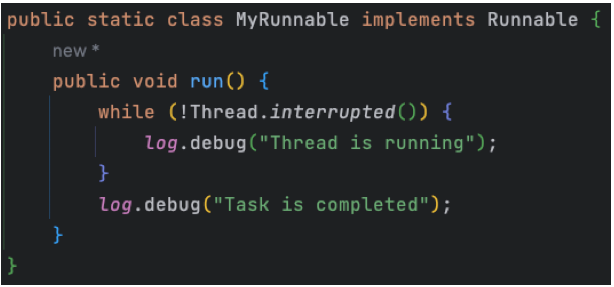 public static class MyRunnable implements Runnable {
new *
public void run() {
while (!Thread.interrupted()) {
log.debug("Thread is running");
}
log.debug("Task is completed");
}
}